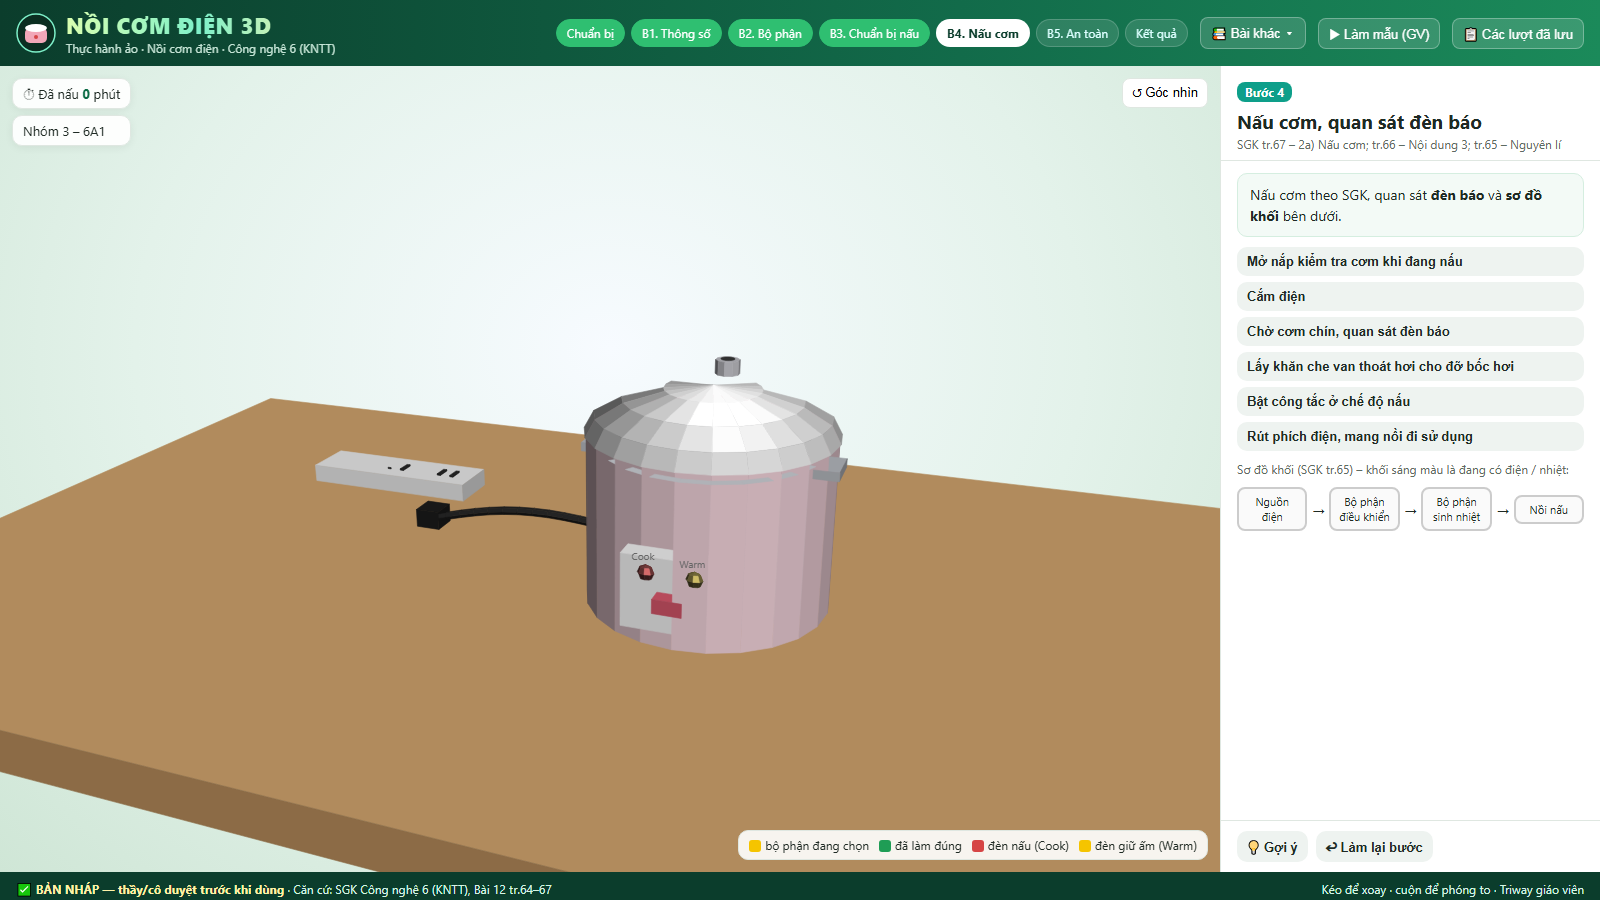 NỒI CƠM ĐIỆN 3D
Thực hành ảo · Nồi cơm điện · Công nghệ 6 (KNTT)
Chuẩn bị
B1. Thông số
B2. Bộ phận
B3. Chuẩn bị nấu
B4. Nấu cơm
B5. An toàn
Kết quả
Bài khác
Làm mẫu (GV)
Các lượt đã lưu
Đã nấu 0 phút
Nhóm 3 – 6A1
Góc nhìn
Cook
Warm
bộ phận đang chọn
đã làm đúng
đèn nấu (Cook)
đèn giữ ấm (Warm)
Bước 4
Nấu cơm, quan sát đèn báo
SGK tr.67 – 2a) Nấu cơm; tr.66 – Nội dung 3; tr.65 – Nguyên lí
Nấu cơm theo SGK, quan sát đèn báo và sơ đồ
khối bên dưới.
Mở nắp kiểm tra cơm khi đang nấu
Cắm điện
Chờ cơm chín, quan sát đèn báo
Lấy khăn che van thoát hơi cho đỡ bốc hơi
Bật công tắc ở chế độ nấu
Rút phích điện, mang nồi đi sử dụng
Sơ đồ khối (SGK tr.65) – khối sáng màu là đang có điện / nhiệt:
Nguồn
điện
→
Bộ phận
điều khiển
→
Bộ phận
sinh nhiệt
→
Nồi nấu
Gợi ý
Làm lại bước
BẢN NHÁP — thầy/cô duyệt trước khi dùng · Căn cứ: SGK Công nghệ 6 (KNTT), Bài 12 tr.64–67
Kéo để xoay · cuộn để phóng to · Triway giáo viên